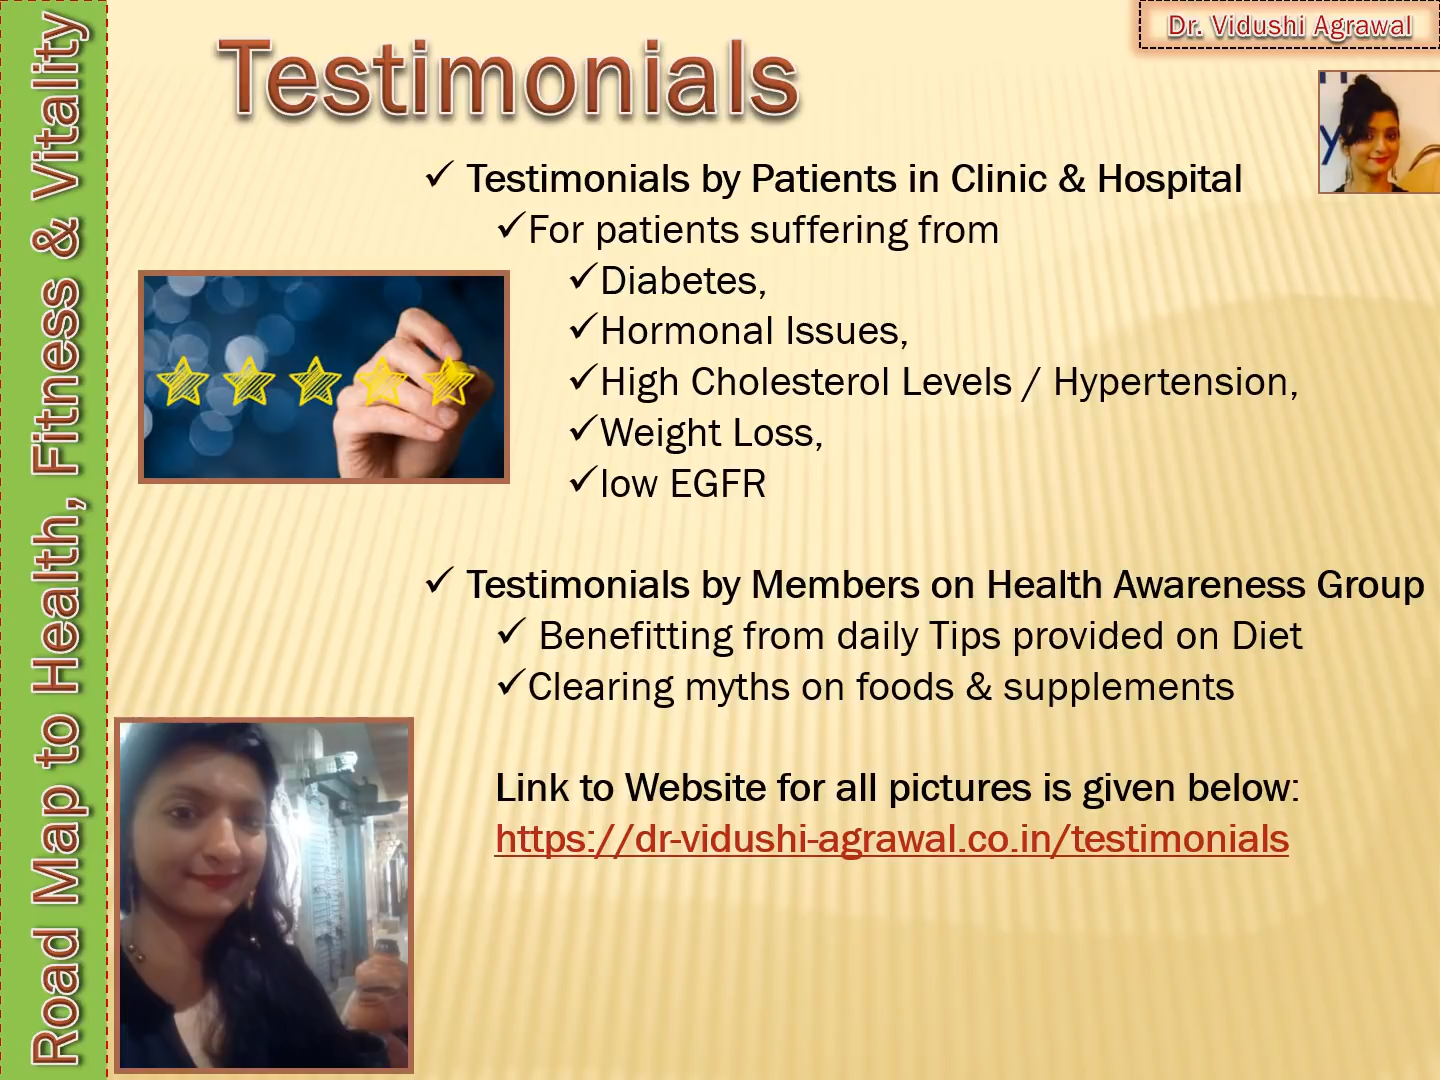 Road Map to Health, Fitness & Vitality
Dr. Vidushi Agrawal
Testimonials
✓ Testimonials by Patients in Clinic & Hospital
✓For patients suffering from
✓Diabetes,
✓Hormonal Issues,
✓High Cholesterol Levels / Hypertension,
✓Weight Loss,
✓low EGFR
✓ Testimonials by Members on Health Awareness Group
✓ Benefitting from daily Tips provided on Diet
✓Clearing myths on foods & supplements
Link to Website for all pictures is given below:
https://dr-vidushi-agrawal.co.in/testimonials